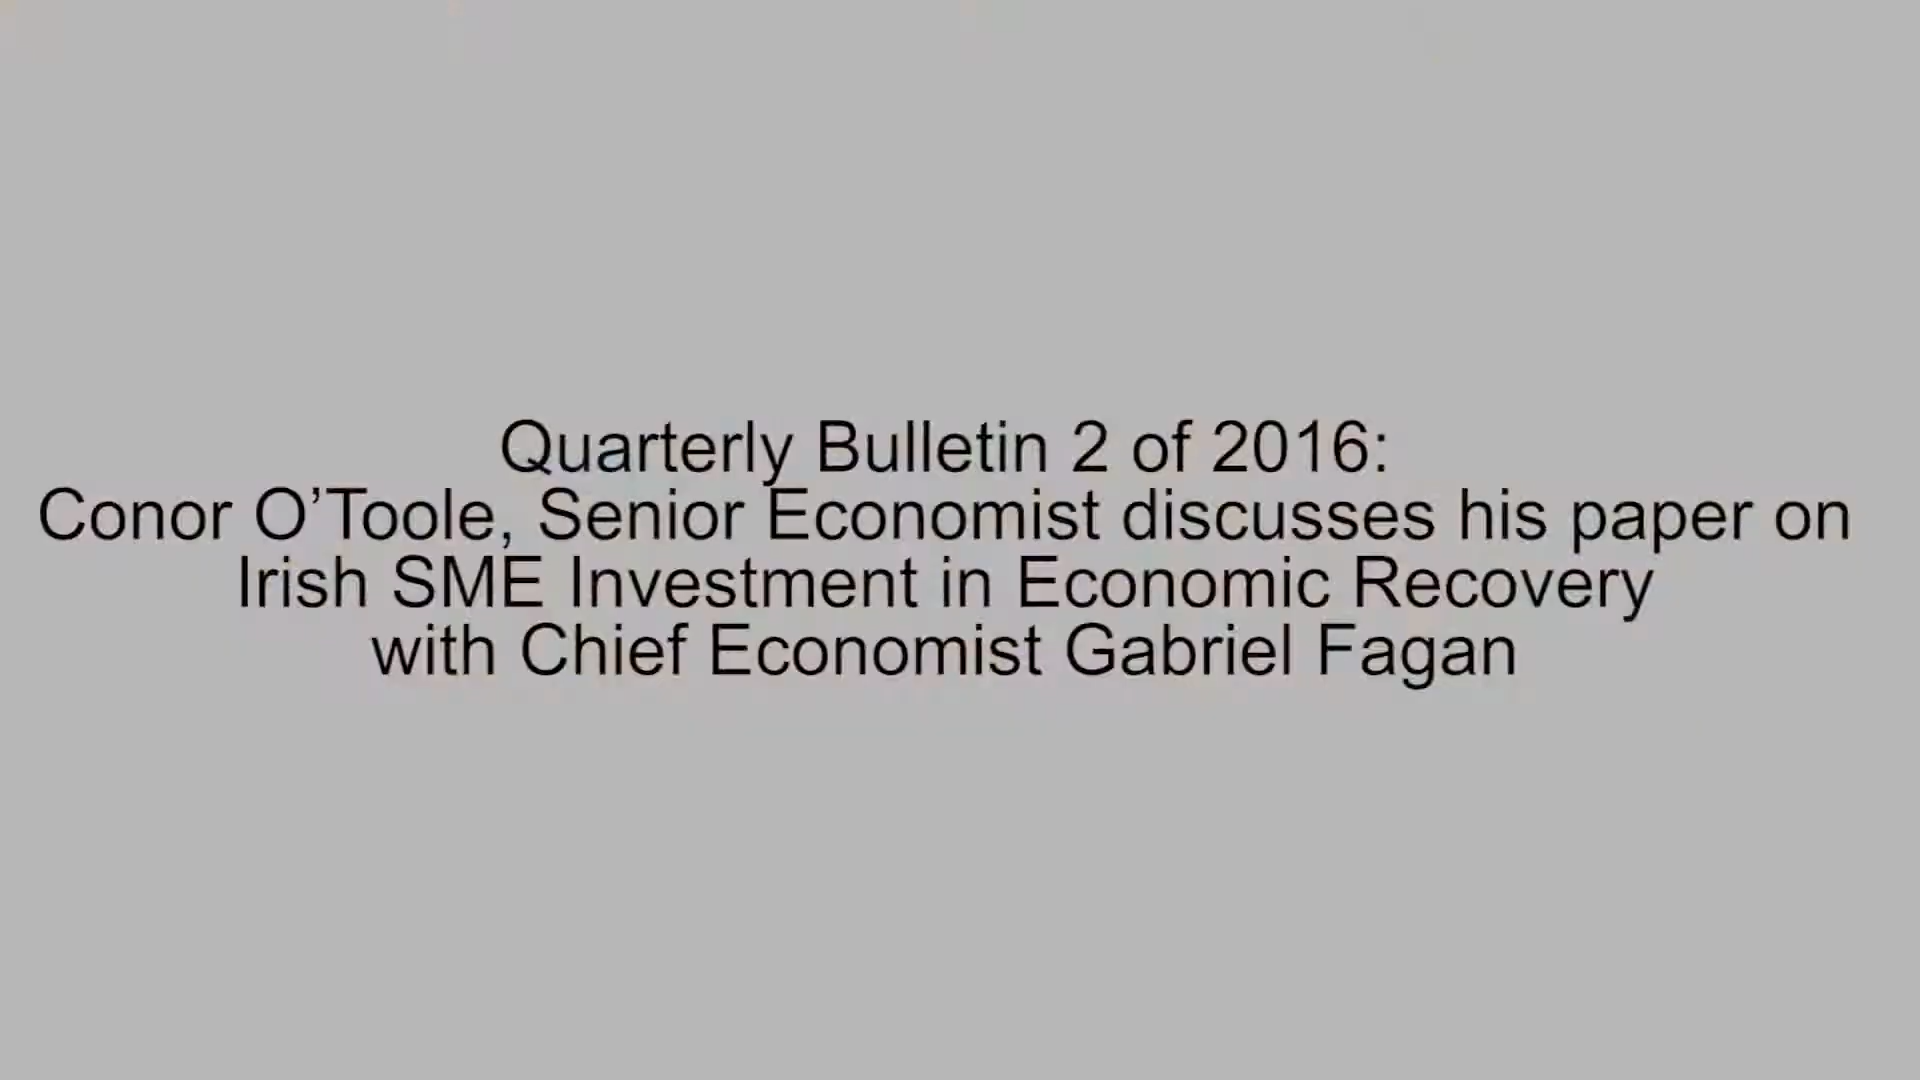 Quarterly Bulletin 2 of 2016:
Conor O’Toole, Senior Economist discusses his paper on
Irish SME Investment in Economic Recovery
with Chief Economist Gabriel Fagan